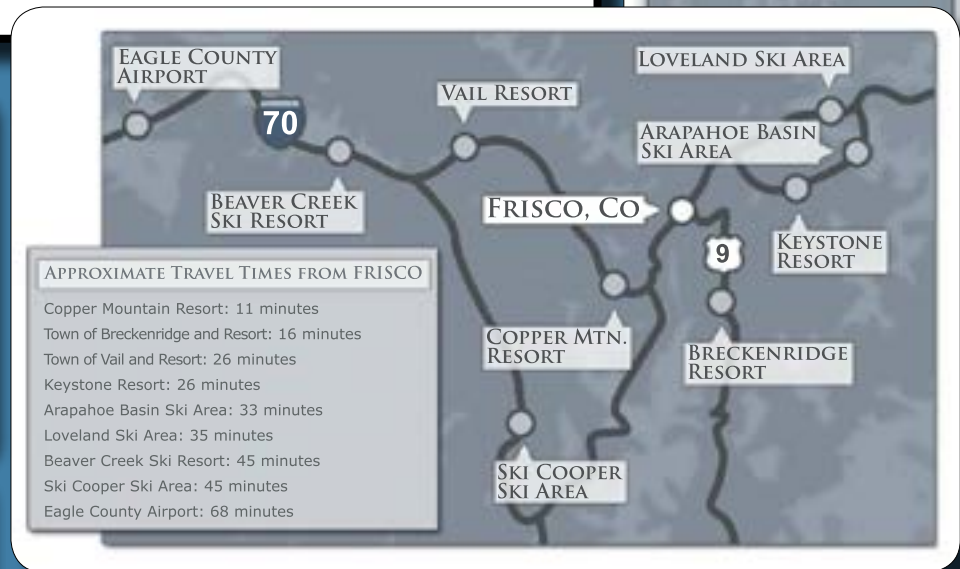 EAGLE COUNTY
AIRPORT
70
VAIL RESORT
LOVELAND SKI AREA
ARAPAHOE BASIN
SKI AREA
BEAVER CREEK
SKI RESORT
FRISCO, CO
9
KEYSTONE
RESORT
COPPER MTN.
RESORT
BRECKENRIDGE
RESORT
SKI COOPER
SKI AREA
APPROXIMATE TRAVEL TIMES FROM FRISCO
Copper Mountain Resort: 11 minutes
Town of Breckenridge and Resort: 16 minutes
Town of Vail and Resort: 26 minutes
Keystone Resort: 26 minutes
Arapahoe Basin Ski Area: 33 minutes
Loveland Ski Area: 35 minutes
Beaver Creek Ski Resort: 45 minutes
Ski Cooper Ski Area: 45 minutes
Eagle County Airport: 68 minutes